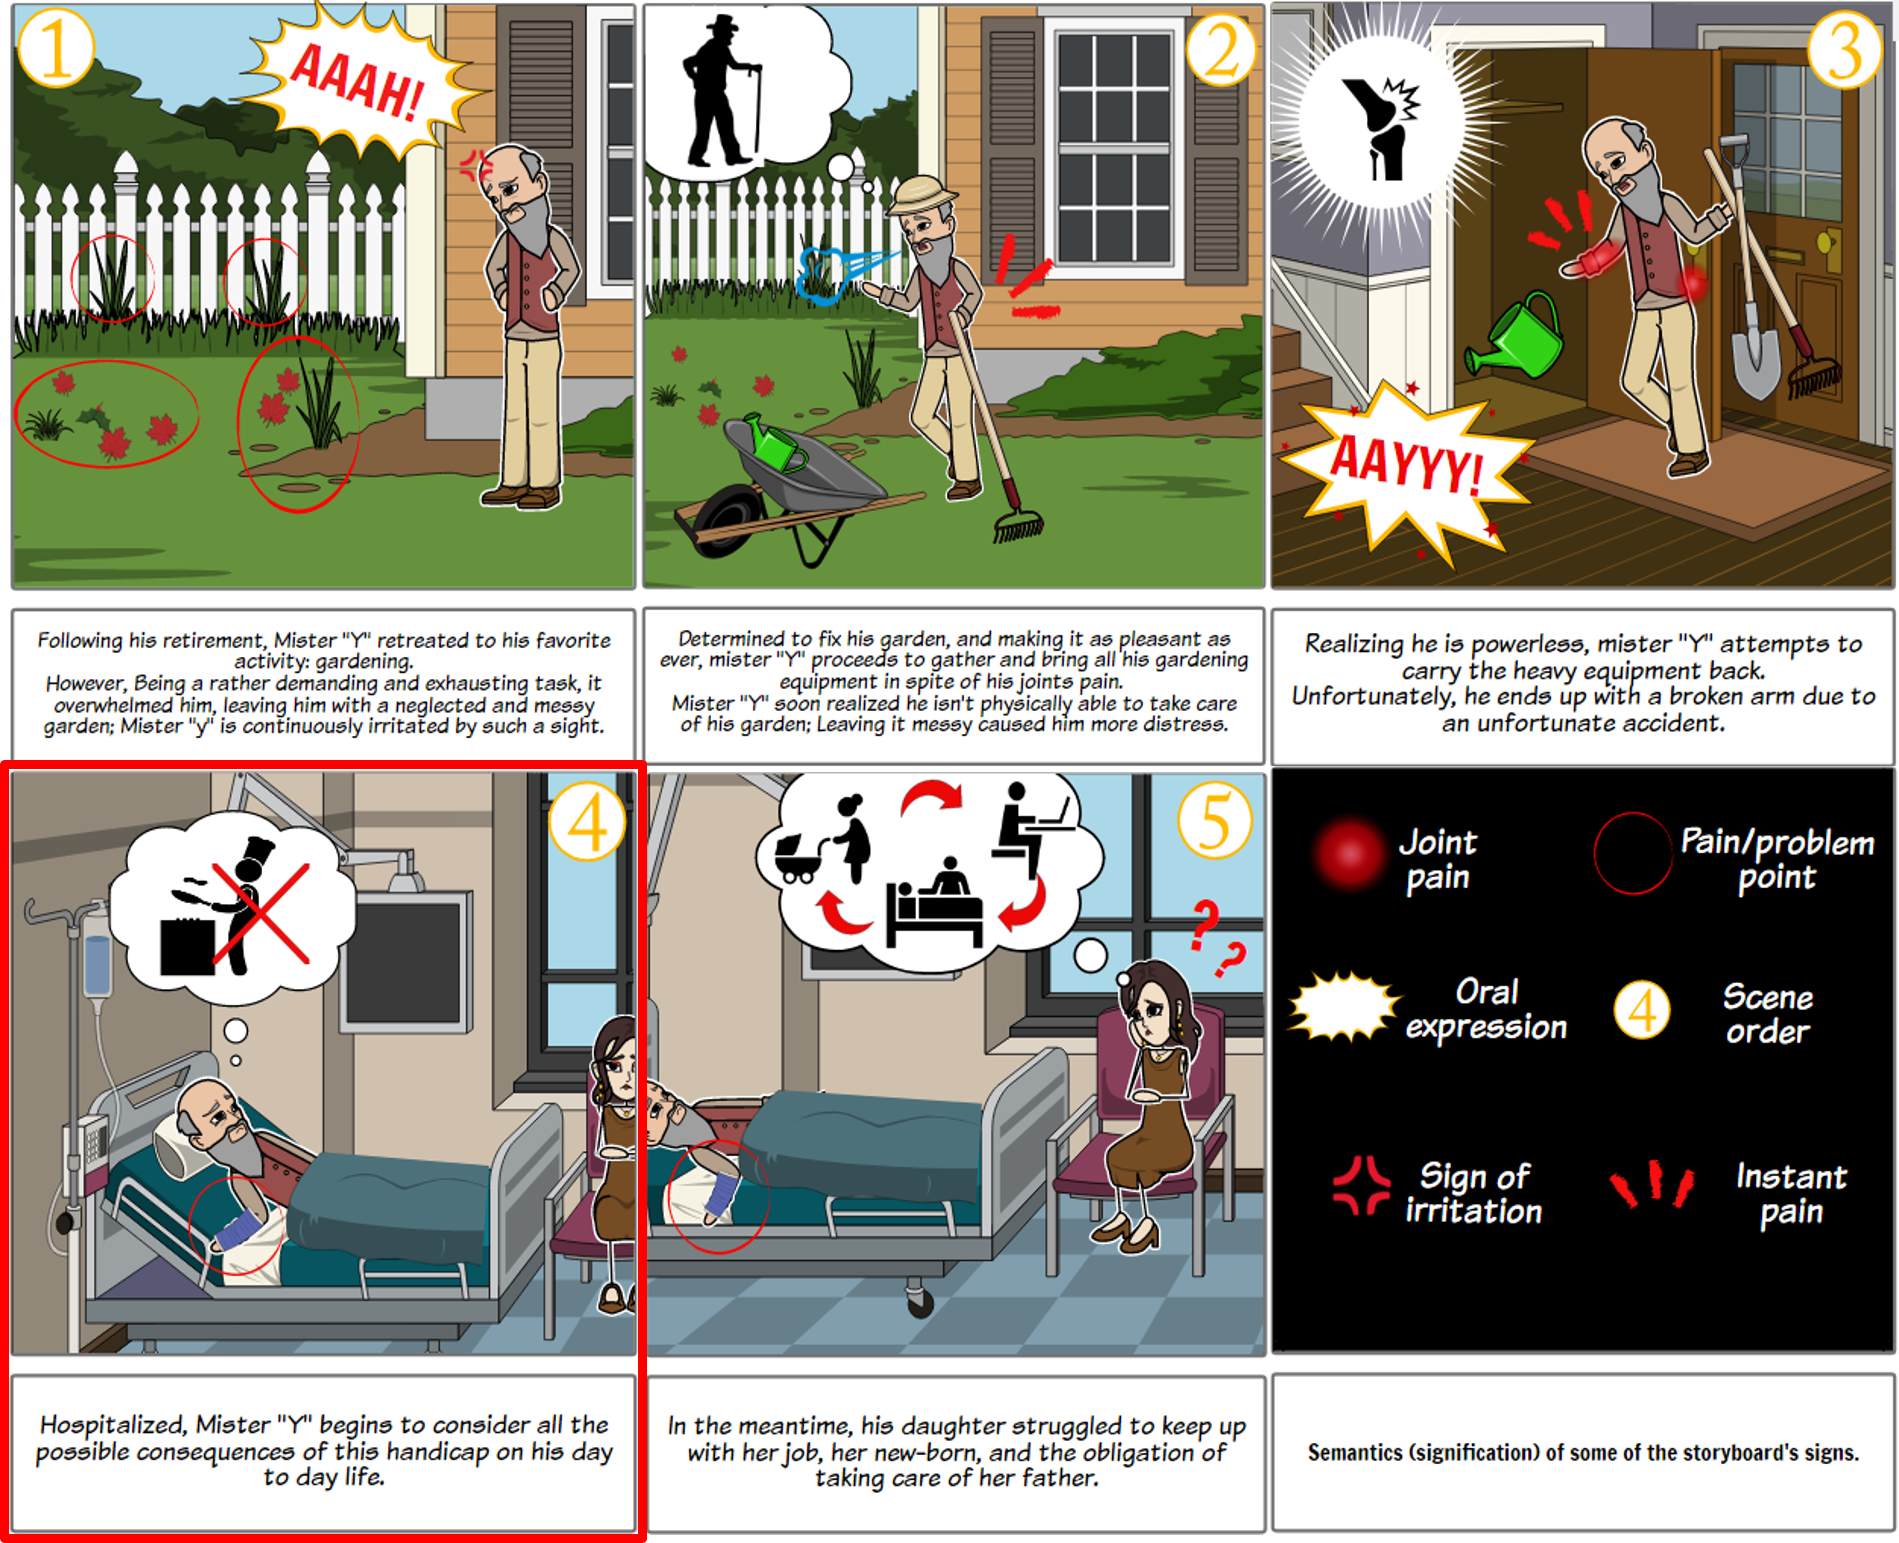 1
AAAH!
2
3
AAYYY!
Following his retirement, Mister "Y" retreated to his favorite
activity: gardening.
However, Being a rather demanding and exhausting task, it
overwhelmed him, leaving him with a neglected and messy
garden; Mister "y" is continuously irritated by such a sight.
Determined to fix his garden, and making it as pleasant as
ever, mister "Y" proceeds to gather and bring all his gardening
equipment in spite of his joints pain.
Mister "Y" soon realized he isn't physically able to take care
of his garden; Leaving it messy caused him more distress.
Realizing he is powerless, mister "Y" attempts to
carry the heavy equipment back.
Unfortunately, he ends up with a broken arm due to
an unfortunate accident.
4
5
? ?
Joint
pain
Pain/problem
point
Oral
expression
4
Scene
order
Sign of
irritation
Instant
pain
Hospitalized, Mister "Y" begins to consider all the
possible consequences of this handicap on his day
to day life.
In the meantime, his daughter struggled to keep up
with her job, her new-born, and the obligation of
taking care of her father.
Semantics (signification) of some of the storyboard's signs.